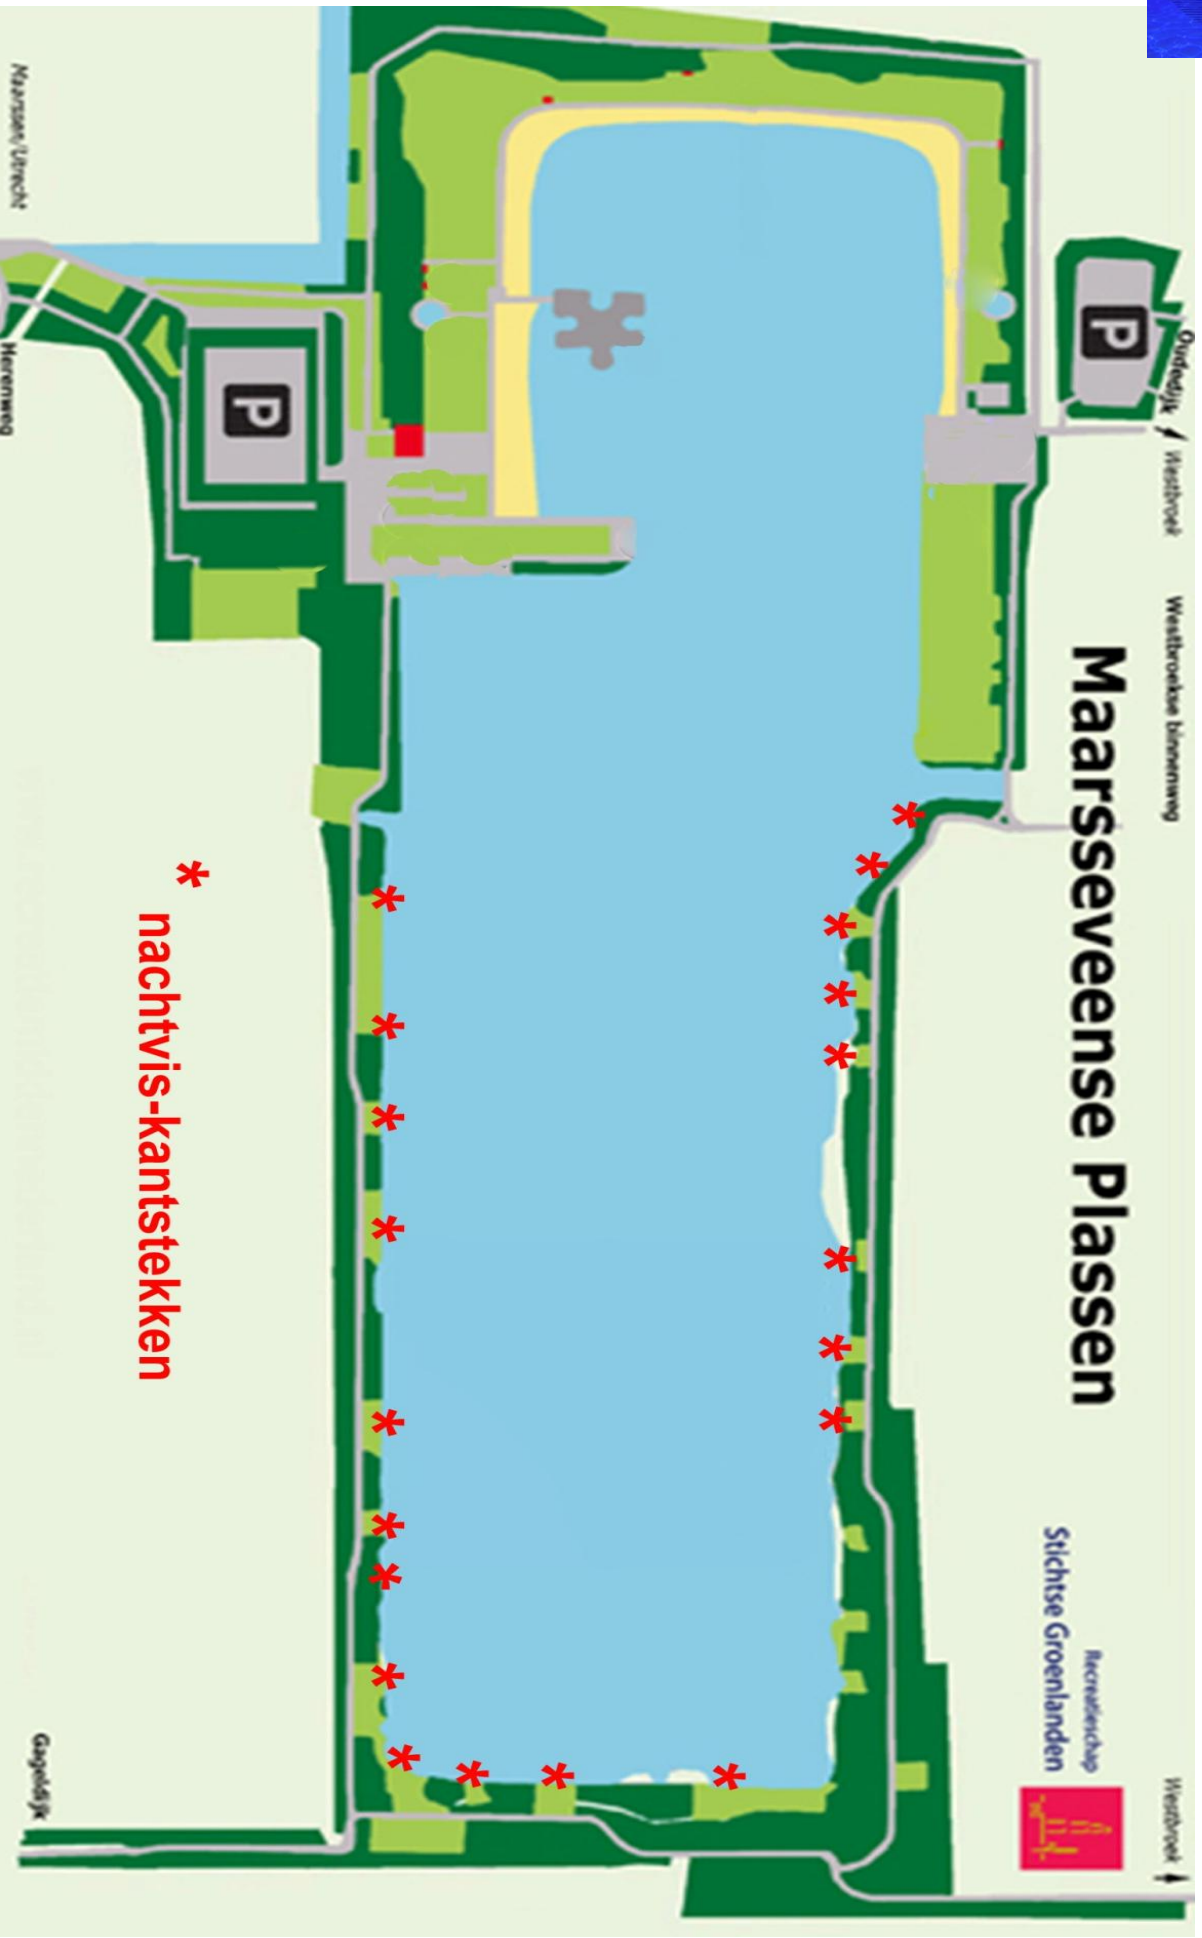 Maarsseveense Plassen
Recreatieschap
Stichtse Groenlanden
Oudedijk
Westbroek
Westbroekse binnenweg
Westbroek
P
P
Maarssen/Utrecht
Herenweg
Gageldijk
* nachtvis-kantstekken